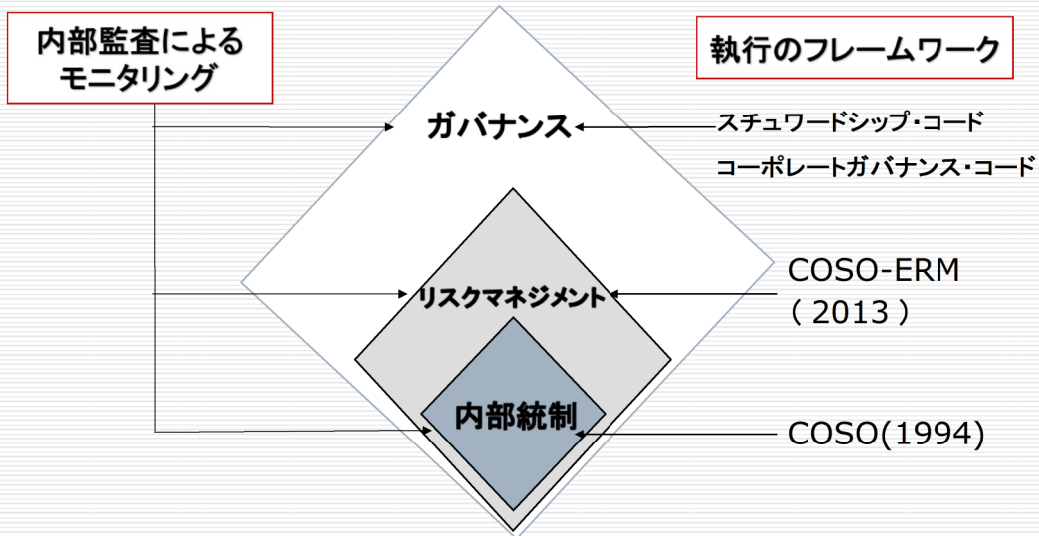 内部監査による
モニタリング
執行のフレームワーク
ガバナンス
スチュワードシップ・コード
コーポレートガバナンス・コード
リスクマネジメント
COSO-ERM
( 2013 )
内部統制
COSO(1994)